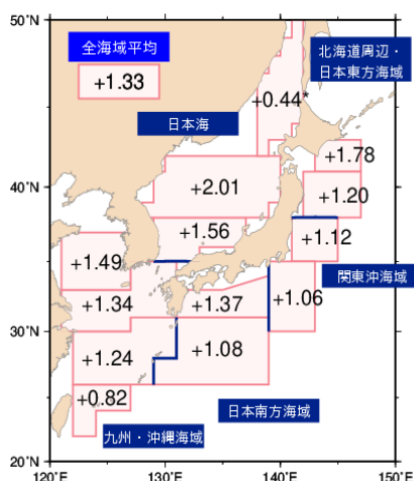 50˚N
全海域平均
+1.33
北海道周辺・
日本東方海域
+0.44*
日本海
+1.78
40˚N
+2.01
+1.20
+1.56
+1.12
+1.49
関東沖海域
+1.34
+1.37
+1.06
30˚N
+1.24
+1.08
+0.82
日本南方海域
九州・沖縄海域
20˚N
120˚E
130˚E
140˚E
150˚E